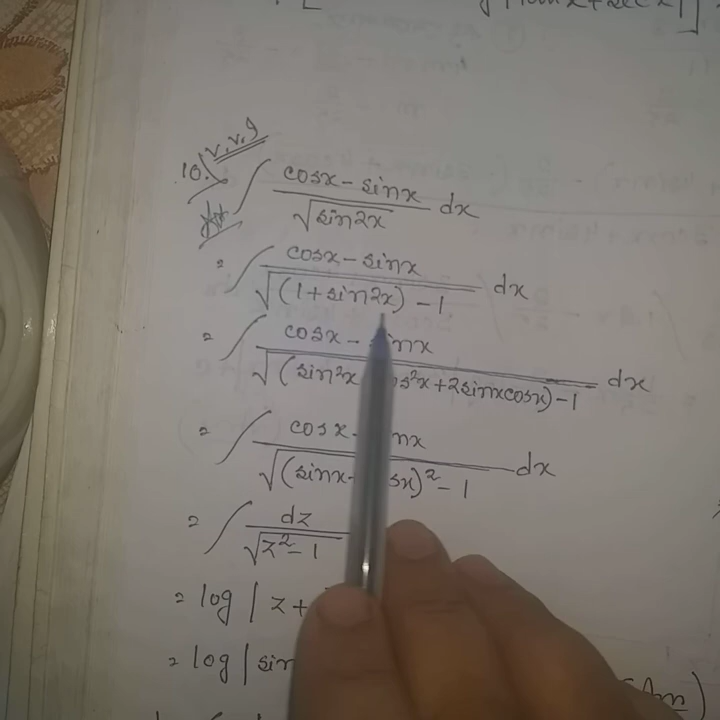 v.v.g
10. ∫ cosx - sinx / √sin2x dx
= ∫ cosx - sinx / √(1+sin2x) - 1 dx
= ∫ cosx - sinx / √(sin²x cos²x + 2sinxcosx) - 1 dx
= ∫ cosx - sinx / √(sinx + cosx)² - 1 dx
= ∫ dz / √z² - 1
= log | z +
= log | sin